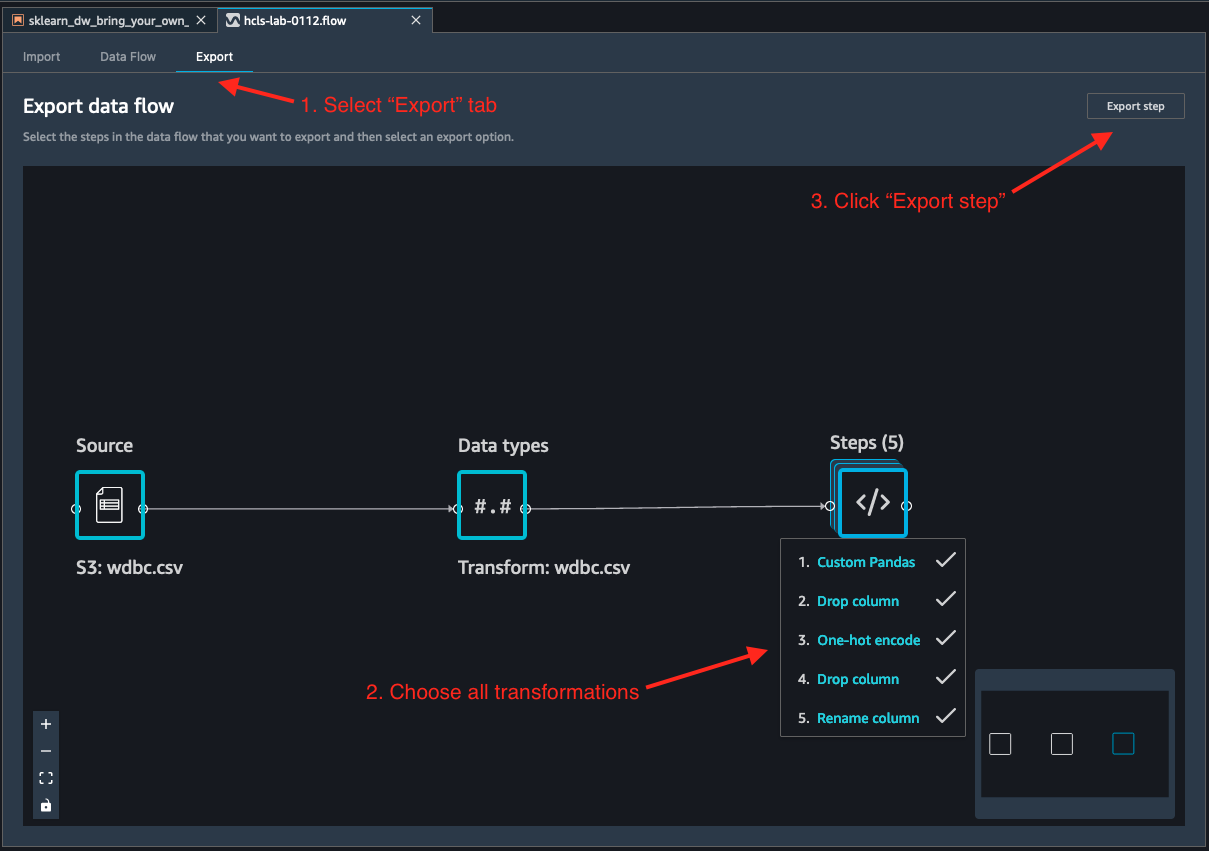 sklearn_dw_bring_your_own_
hcls-lab-0112.flow
Import
Data Flow
Export
1. Select “Export” tab
Export data flow
Export step
Select the steps in the data flow that you want to export and then select an export option.
3. Click “Export step”
Source
Data types
Steps (5)
#.#
</>
S3: wdbc.csv
Transform: wdbc.csv
1. Custom Pandas
2. Drop column
3. One-hot encode
4. Drop column
5. Rename column
2. Choose all transformations